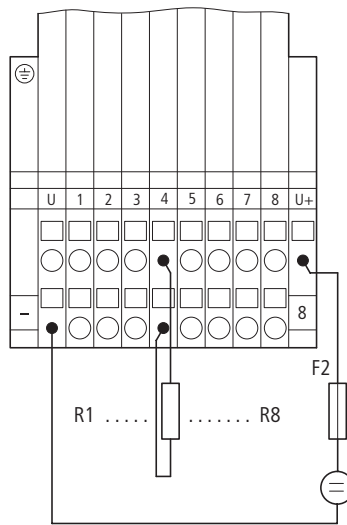 U 1 2 3 4 5 6 7 8 U+
– 8
F2
R1 ..... ....... R8